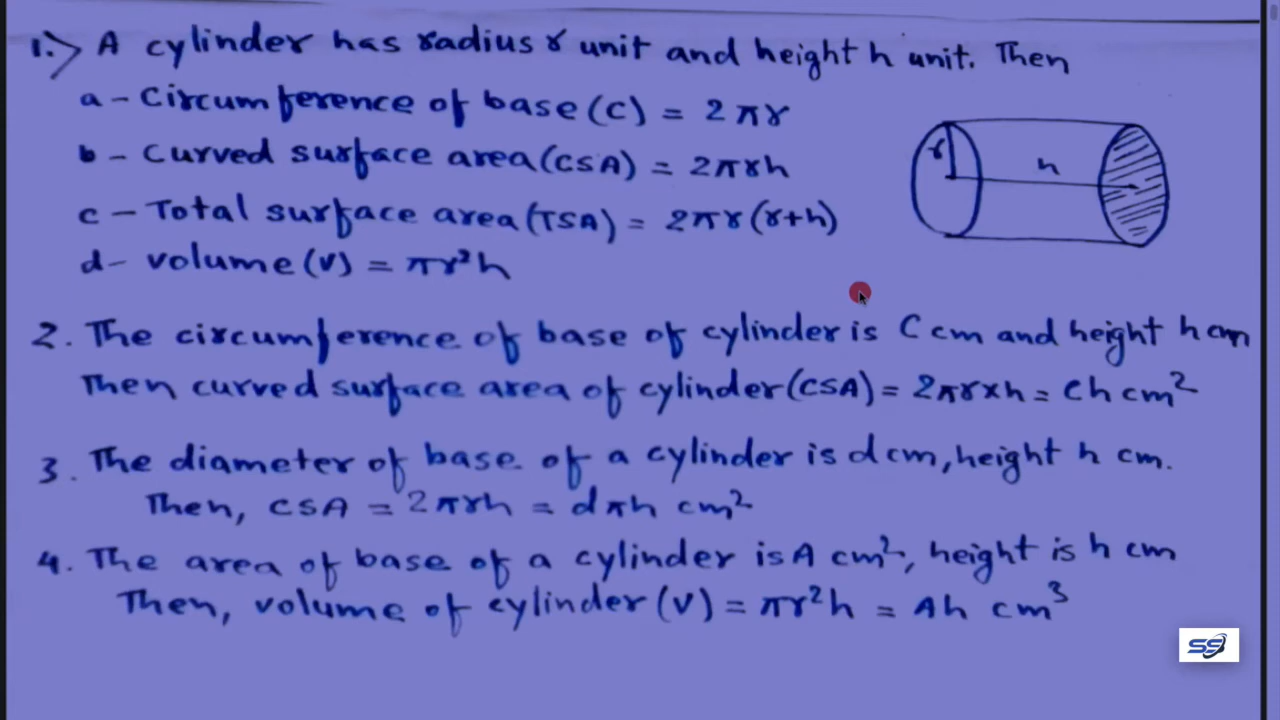 1.> A cylinder has radius r unit and height h unit. Then
a - Circumference of base (C) = 2πr
b - Curved surface area (CSA) = 2πrh
c - Total surface area (TSA) = 2πr(r+h)
d - volume (V) = πr²h
r
h
2. The circumference of base of cylinder is C cm and height h cm
Then curved surface area of cylinder (CSA) = 2πr×h = Ch cm²
3. The diameter of base of a cylinder is d cm, height h cm.
Then, CSA = 2πrh = dπh cm²
4. The area of base of a cylinder is A cm², height is h cm
Then, volume of cylinder (V) = πr²h = Ah cm³
SS